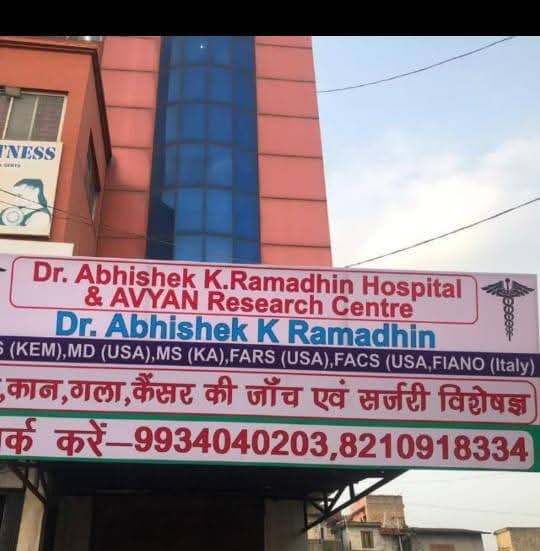 TNESS
Dr. Abhishek K.Ramadhin Hospital
& AVYAN Research Centre
Dr. Abhishek K Ramadhin
S (KEM),MD (USA),MS (KA),FARS (USA),FACS (USA,FIANO (Italy)
,कान,गला,कैंसर की जाँच एवं सर्जरी विशेषज्ञ
र्क करें–9934040203,8210918334